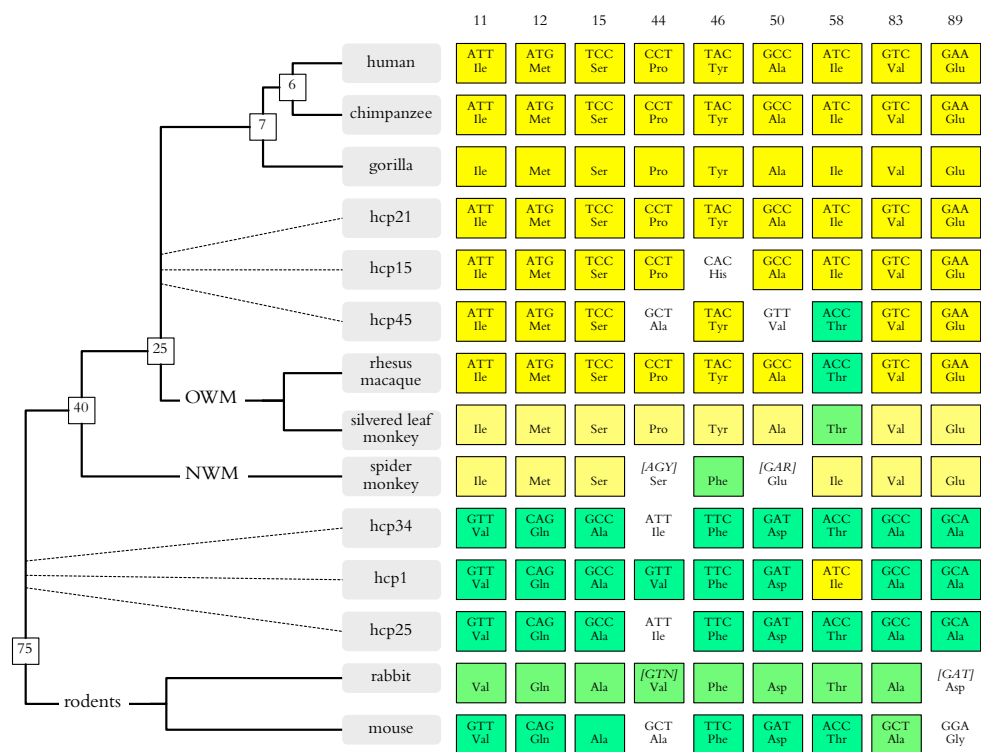 11 12 15 44 46 50 58 83 89
human ATT ATG TCC CCT TAC GCC ATC GTC GAA
Ile Met Ser Pro Tyr Ala Ile Val Glu
6
chimpanzee ATT ATG TCC CCT TAC GCC ATC GTC GAA
Ile Met Ser Pro Tyr Ala Ile Val Glu
7
gorilla Ile Met Ser Pro Tyr Ala Ile Val Glu
hcp21 ATT ATG TCC CCT TAC GCC ATC GTC GAA
Ile Met Ser Pro Tyr Ala Ile Val Glu
hcp15 ATT ATG TCC CCT CAC GCC ATC GTC GAA
Ile Met Ser Pro His Ala Ile Val Glu
hcp45 ATT ATG TCC GCT TAC GTT ACC GTC GAA
Ile Met Ser Ala Tyr Val Thr Val Glu
25
rhesus ATT ATG TCC CCT TAC GCC ACC GTC GAA
macaque Ile Met Ser Pro Tyr Ala Thr Val Glu
OWM
40
silvered leaf
monkey Ile Met Ser Pro Tyr Ala Thr Val Glu
NWM
spider [AGY] [GAR]
monkey Ile Met Ser Ser Phe Glu Ile Val Glu
hcp34 GTT CAG GCC ATT TTC GAT ACC GCC GCA
Val Gln Ala Ile Phe Asp Thr Ala Ala
hcp1 GTT CAG GCC GTT TTC GAT ATC GCC GCA
Val Gln Ala Val Phe Asp Ile Ala Ala
hcp25 GTT CAG GCC ATT TTC GAT ACC GCC GCA
Val Gln Ala Ile Phe Asp Thr Ala Ala
75
rabbit [GTN] [GAT]
Val Gln Ala Val Phe Asp Thr Ala Asp
rodents
mouse GTT CAG GCT TTC GAT ACC GCT GGA
Val Gln Ala Ala Phe Asp Thr Ala Gly